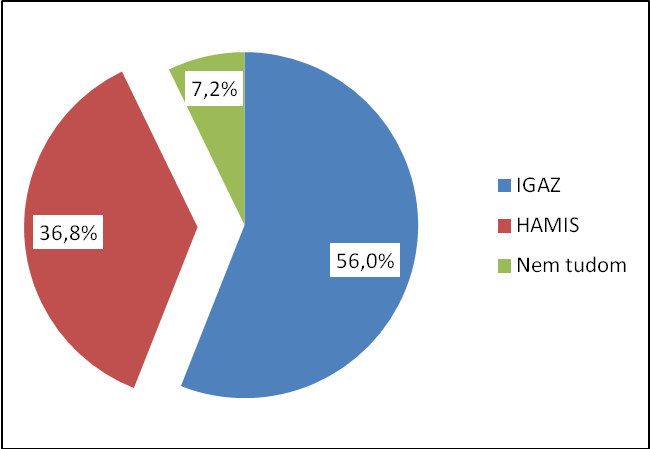 7,2%
36,8%
56,0%
IGAZ
HAMIS
Nem tudom